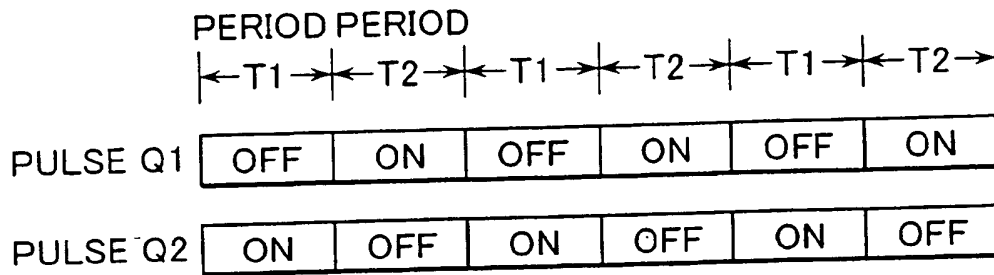 PERIOD PERIOD
T1 T2 T1 T2 T1 T2
PULSE Q1 OFF ON OFF ON OFF ON
PULSE Q2 ON OFF ON OFF ON OFF